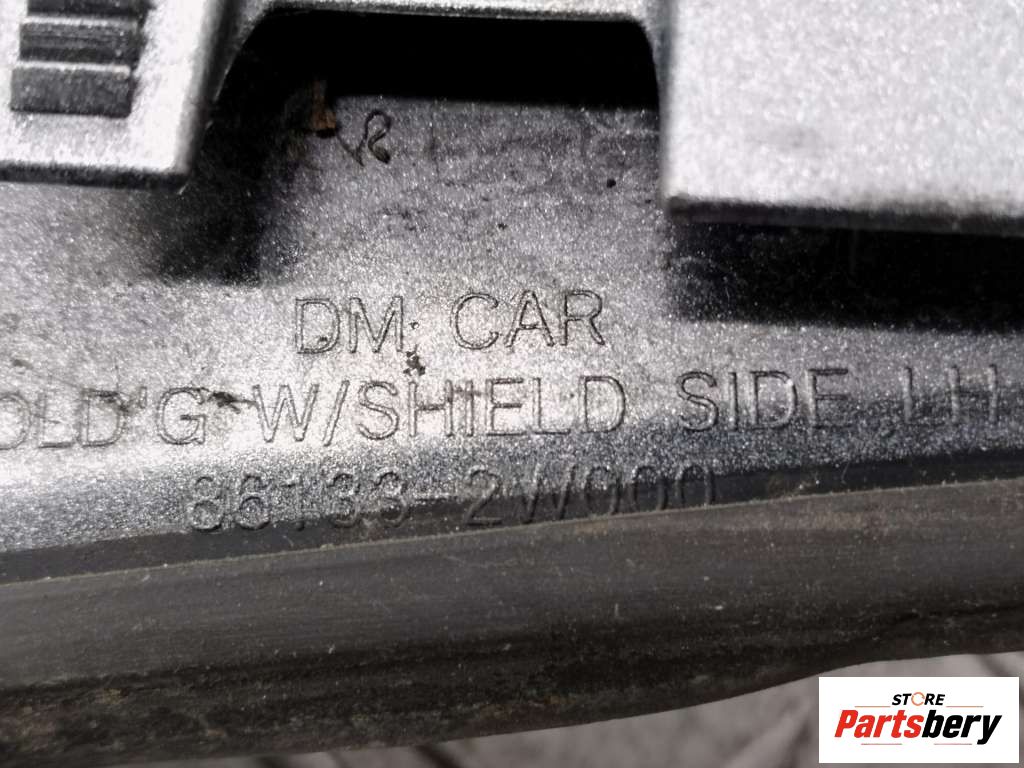 DM CAR
OLD'G W/SHIELD SIDE LH
86133-2W000
STORE
Partsbery